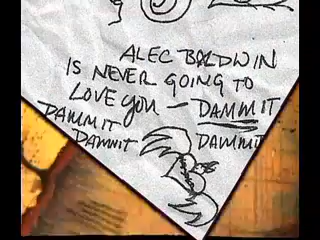 ALEC BALDWIN
IS NEVER GOING TO
LOVE YOU — DAMMIT
DAMMIT
DAMMIT DAMMIT